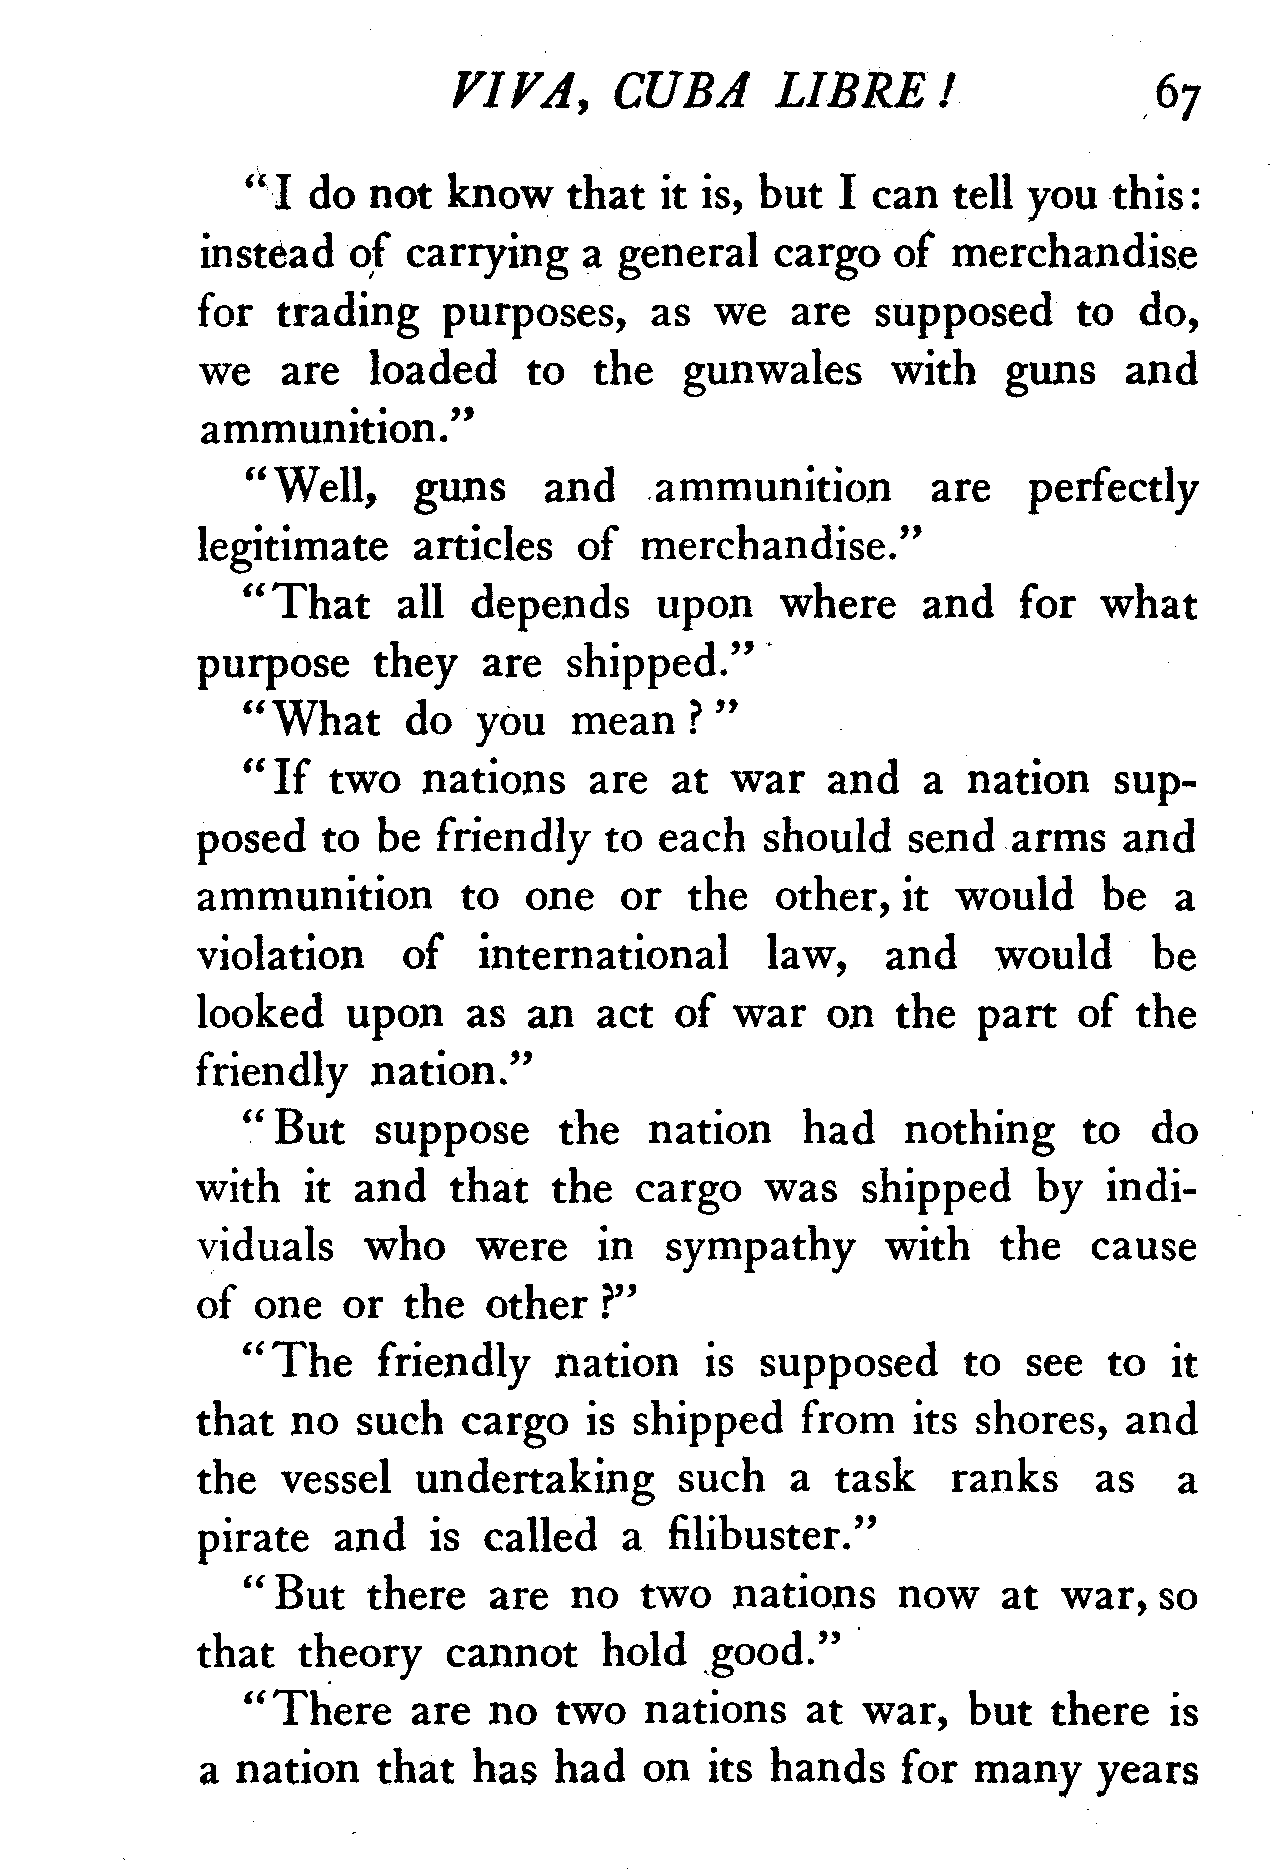 VIVA, CUBA LIBRE! 67
"I do not know that it is, but I can tell you this:
instead of carrying a general cargo of merchandise
for trading purposes, as we are supposed to do,
we are loaded to the gunwales with guns and
ammunition."
"Well, guns and ammunition are perfectly
legitimate articles of merchandise."
"That all depends upon where and for what
purpose they are shipped."
"What do you mean?"
"If two nations are at war and a nation sup-
posed to be friendly to each should send arms and
ammunition to one or the other, it would be a
violation of international law, and would be
looked upon as an act of war on the part of the
friendly nation."
"But suppose the nation had nothing to do
with it and that the cargo was shipped by indi-
viduals who were in sympathy with the cause
of one or the other?"
"The friendly nation is supposed to see to it
that no such cargo is shipped from its shores, and
the vessel undertaking such a task ranks as a
pirate and is called a filibuster."
"But there are no two nations now at war, so
that theory cannot hold good."
"There are no two nations at war, but there is
a nation that has had on its hands for many years